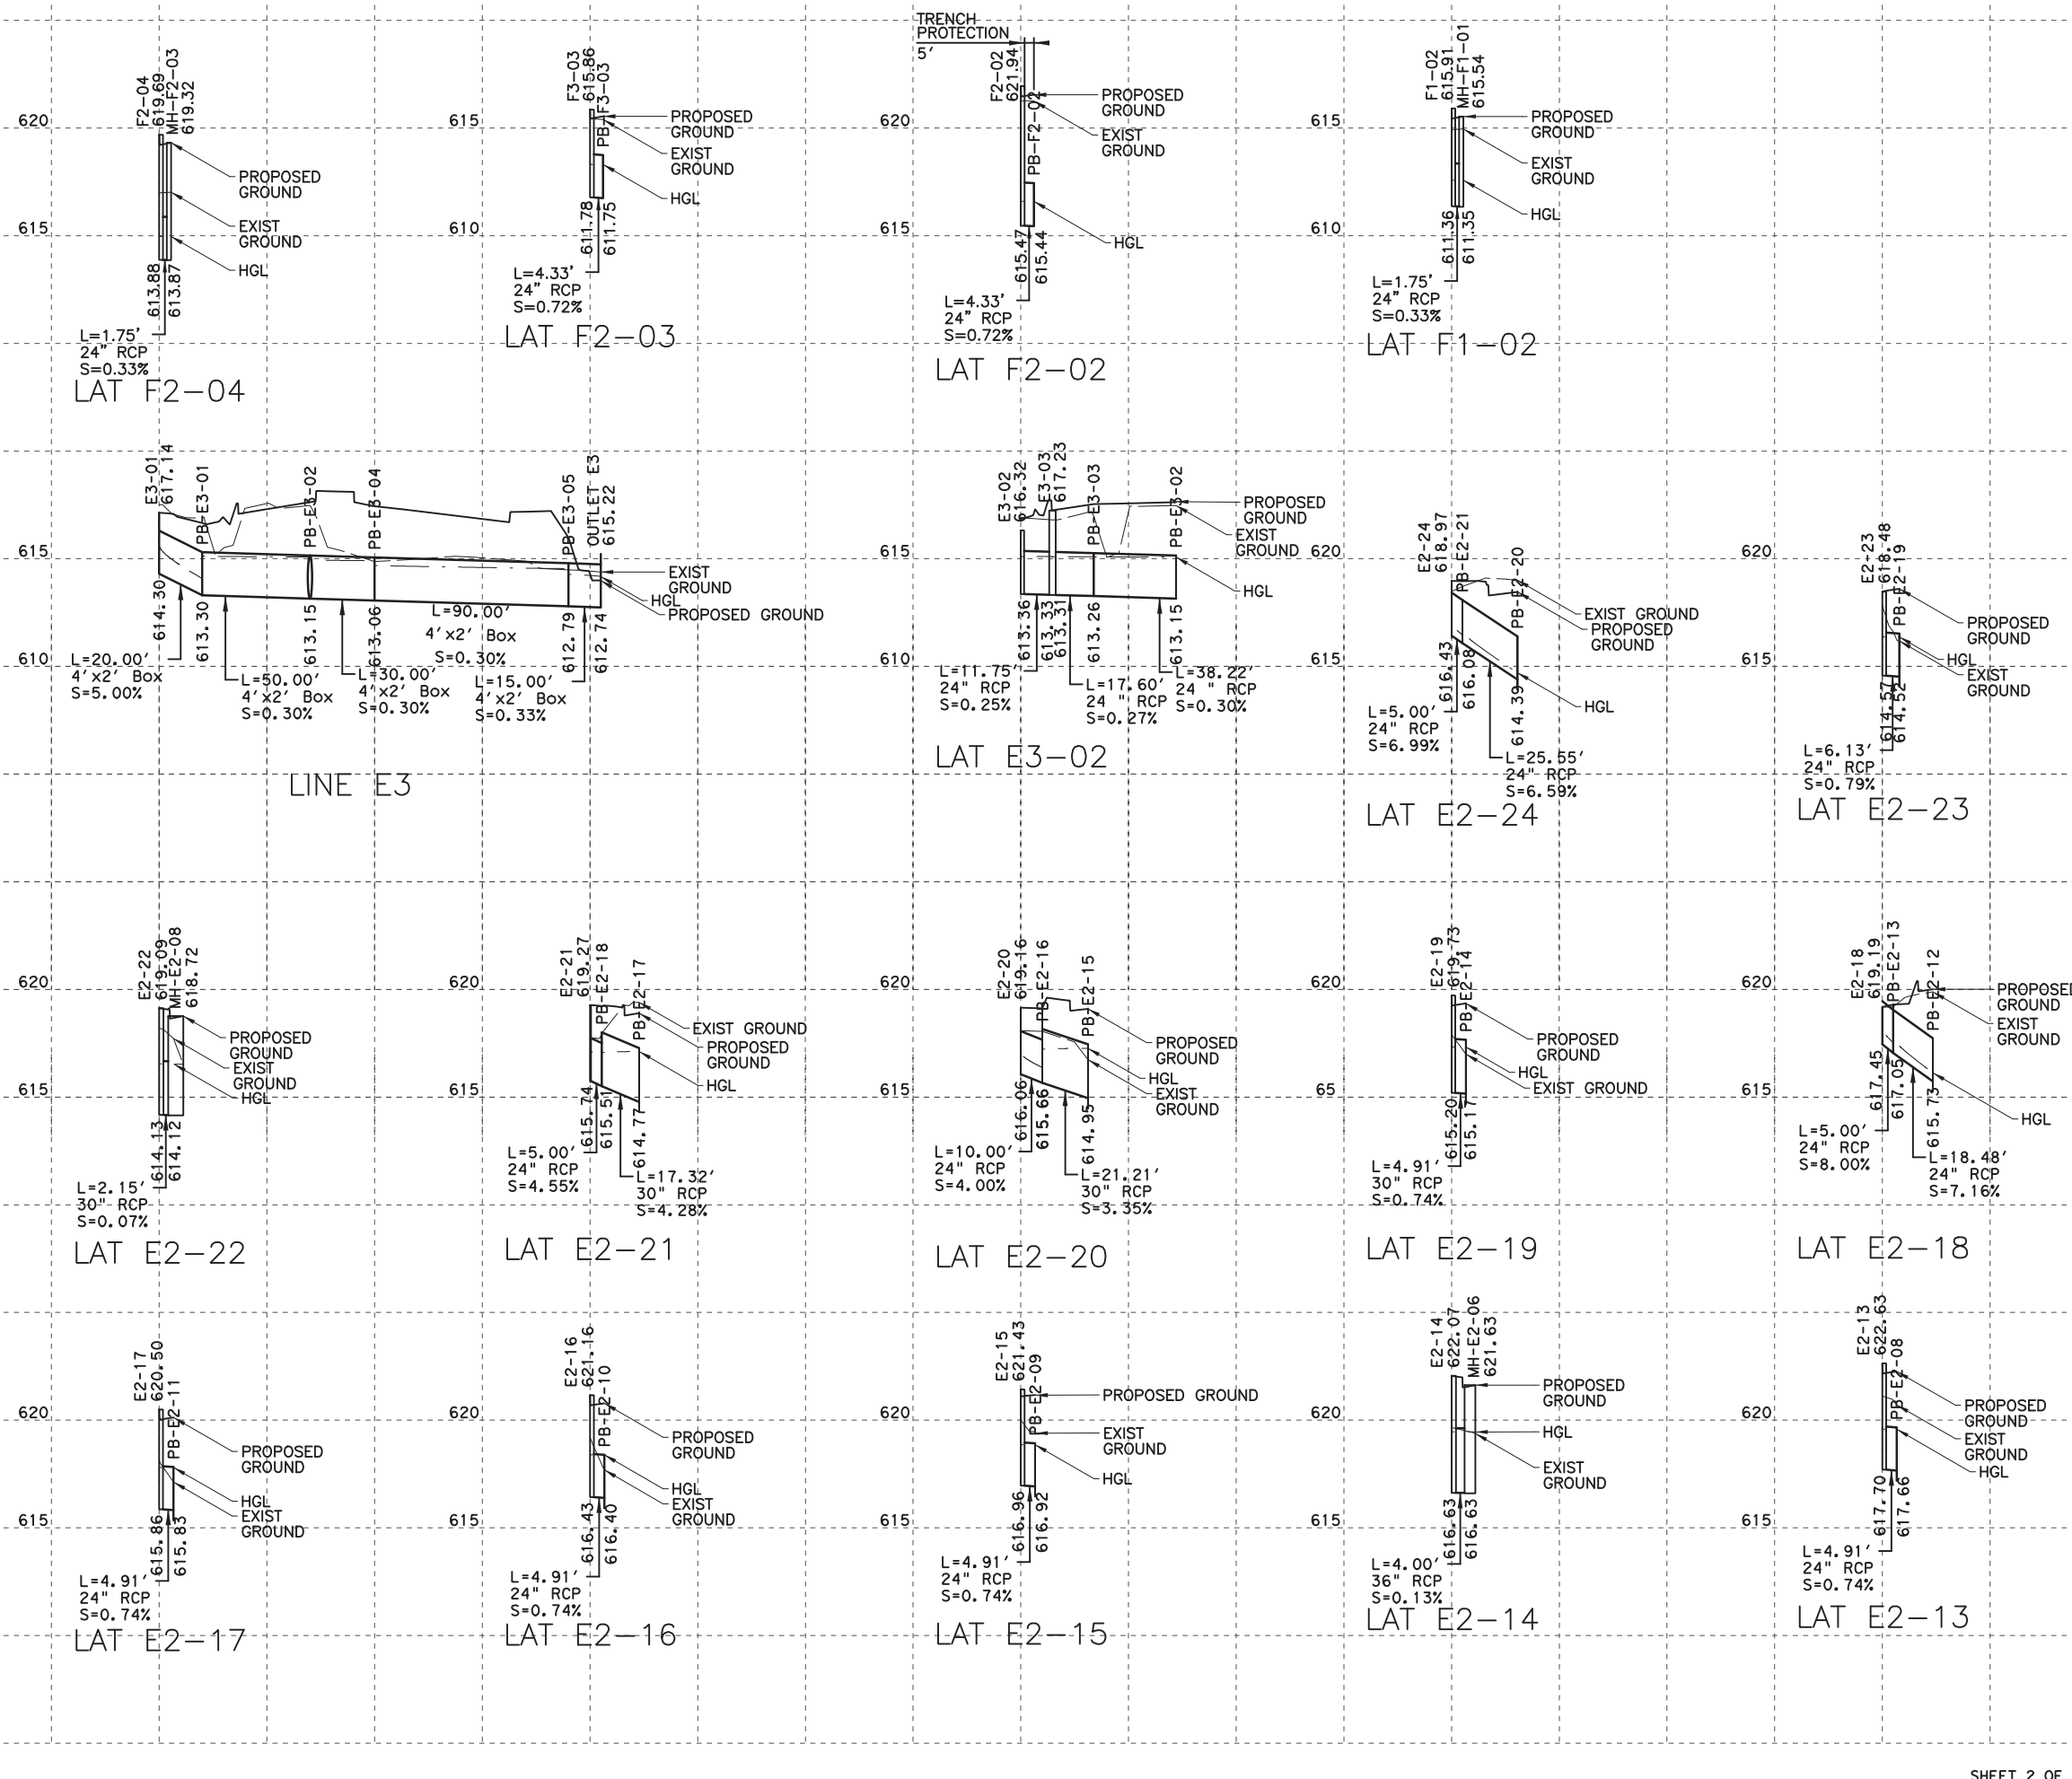 F2-04
619.69
MH-F2-03
619.32
620
615
PROPOSED
GROUND
EXIST
GROUND
HGL
613.88
613.87
L=1.75'
24" RCP
S=0.33%
LAT F2-04
F3-03
615.86
PB-F3-03
615
610
PROPOSED
GROUND
EXIST
GROUND
HGL
611.78
611.75
L=4.33'
24" RCP
S=0.72%
LAT F2-03
TRENCH
PROTECTION
5'
F2-02
621.94
PB-F2-02
620
615
PROPOSED
GROUND
EXIST
GROUND
HGL
615.47
615.44
L=4.33'
24" RCP
S=0.72%
LAT F2-02
F1-02
615.91
MH-F1-01
615.54
615
610
PROPOSED
GROUND
EXIST
GROUND
HGL
611.36
611.35
L=1.75'
24" RCP
S=0.33%
LAT F1-02
E3-01
617.14
PB-E3-01
PB-E3-02
PB-E3-04
PB-E3-05
OUTLET E3
615.22
615
610
EXIST
GROUND
HGL
PROPOSED GROUND
614.30
613.30
613.15
613.06
612.79
612.74
L=20.00'
4'x2' Box
S=5.00%
L=50.00'
4'x2' Box
S=0.30%
L=30.00'
4'x2' Box
S=0.30%
L=90.00'
4'x2' Box
S=0.30%
L=15.00'
4'x2' Box
S=0.33%
LINE E3
E3-02
616.32
E3-03
617.23
PB-E3-03
PB-E3-02
615
610
PROPOSED
GROUND
EXIST
GROUND
HGL
613.36
613.33
613.31
613.26
613.15
L=11.75'
24" RCP
S=0.25%
L=17.60'
24 " RCP
S=0.27%
L=38.22'
24 " RCP
S=0.30%
LAT E3-02
E2-24
618.97
PB-E2-21
PB-E2-20
620
615
EXIST GROUND
PROPOSED
GROUND
HGL
616.43
616.08
614.39
L=5.00'
24" RCP
S=6.99%
L=25.55'
24" RCP
S=6.59%
LAT E2-24
E2-23
618.48
PB-E2-19
620
615
PROPOSED
GROUND
HGL
EXIST
GROUND
614.57
614.52
L=6.13'
24" RCP
S=0.79%
LAT E2-23
E2-22
619.09
MH-E2-08
618.72
620
615
PROPOSED
GROUND
EXIST
GROUND
HGL
614.13
614.12
L=2.15'
30" RCP
S=0.07%
LAT E2-22
E2-21
619.27
PB-E2-18
PB-E2-17
620
615
EXIST GROUND
PROPOSED
GROUND
HGL
615.74
615.51
614.77
L=5.00'
24" RCP
S=4.55%
L=17.32'
30" RCP
S=4.28%
LAT E2-21
E2-20
619.16
PB-E2-16
PB-E2-15
620
615
PROPOSED
GROUND
HGL
EXIST
GROUND
616.06
615.66
614.95
L=10.00'
24" RCP
S=4.00%
L=21.21'
30" RCP
S=3.35%
LAT E2-20
E2-19
619.73
PB-E2-14
620
65
PROPOSED
GROUND
HGL
EXIST GROUND
615.20
615.17
L=4.91'
30" RCP
S=0.74%
LAT E2-19
E2-18
619.19
PB-E2-13
PB-E2-12
620
615
PROPOSED
GROUND
EXIST
GROUND
HGL
617.45
617.05
615.73
L=5.00'
24" RCP
S=8.00%
L=18.48'
24" RCP
S=7.16%
LAT E2-18
E2-17
620.50
PB-E2-11
620
615
PROPOSED
GROUND
HGL
EXIST
GROUND
615.86
615.83
L=4.91'
24" RCP
S=0.74%
LAT E2-17
E2-16
621.16
PB-E2-10
620
615
PROPOSED
GROUND
HGL
EXIST
GROUND
616.43
616.40
L=4.91'
24" RCP
S=0.74%
LAT E2-16
E2-15
621.43
PB-E2-09
620
615
PROPOSED GROUND
EXIST
GROUND
HGL
616.96
616.92
L=4.91'
24" RCP
S=0.74%
LAT E2-15
E2-14
622.07
MH-E2-06
621.63
620
615
PROPOSED
GROUND
HGL
EXIST
GROUND
616.63
616.63
L=4.00'
36" RCP
S=0.13%
LAT E2-14
E2-13
622.63
PB-E2-08
620
615
PROPOSED
GROUND
EXIST
GROUND
HGL
617.70
617.66
L=4.91'
24" RCP
S=0.74%
LAT E2-13
SHEET 2 OF